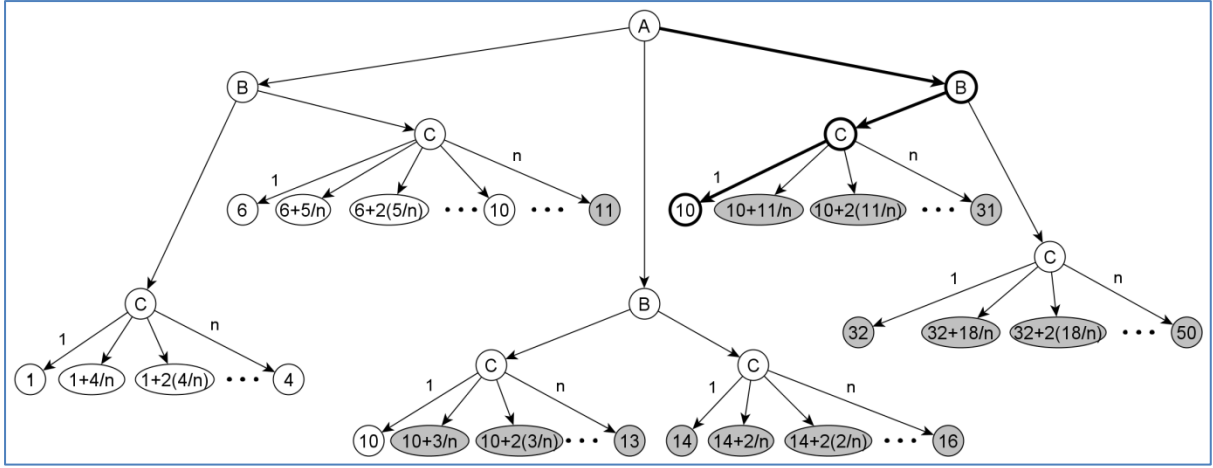 A
B
B
C
C
1
n
1
n
6
6+5/n
6+2(5/n)
• • •
10
• • •
11
10
10+11/n
10+2(11/n)
• • •
31
C
1
n
C
B
1
n
32
32+18/n
32+2(18/n)
• • •
50
1
1+4/n
1+2(4/n)
• • •
4
C
C
1
n
1
n
10
10+3/n
10+2(3/n)
• • •
13
14
14+2/n
14+2(2/n)
• • •
16